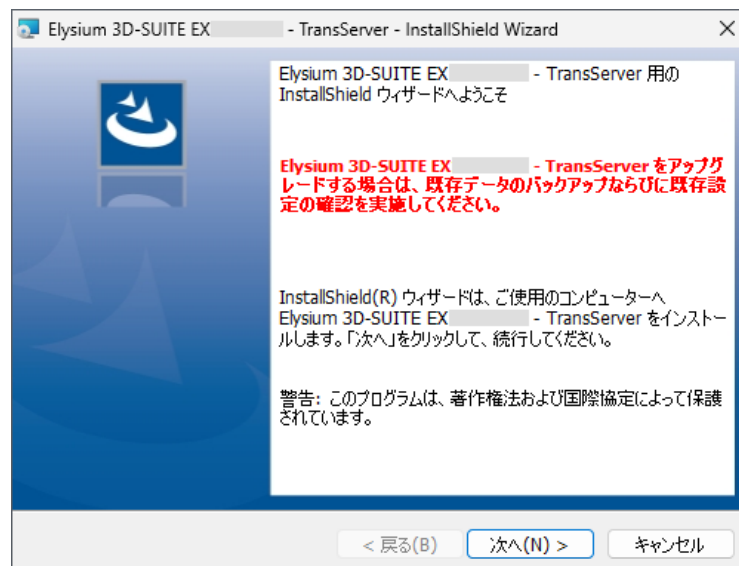 Elysium 3D-SUITE EX - TransServer - InstallShield Wizard
Elysium 3D-SUITE EX - TransServer 用の
InstallShield ウィザードへようこそ
Elysium 3D-SUITE EX - TransServer をアップグ
レードする場合は、既存データのバックアップならびに既存設
定の確認を実施してください。
InstallShield(R) ウィザードは、ご使用のコンピューターへ
Elysium 3D-SUITE EX - TransServer をインストー
ルします。「次へ」をクリックして、続行してください。
警告: このプログラムは、著作権法および国際協定によって保護
されています。
< 戻る(B)
次へ(N) >
キャンセル